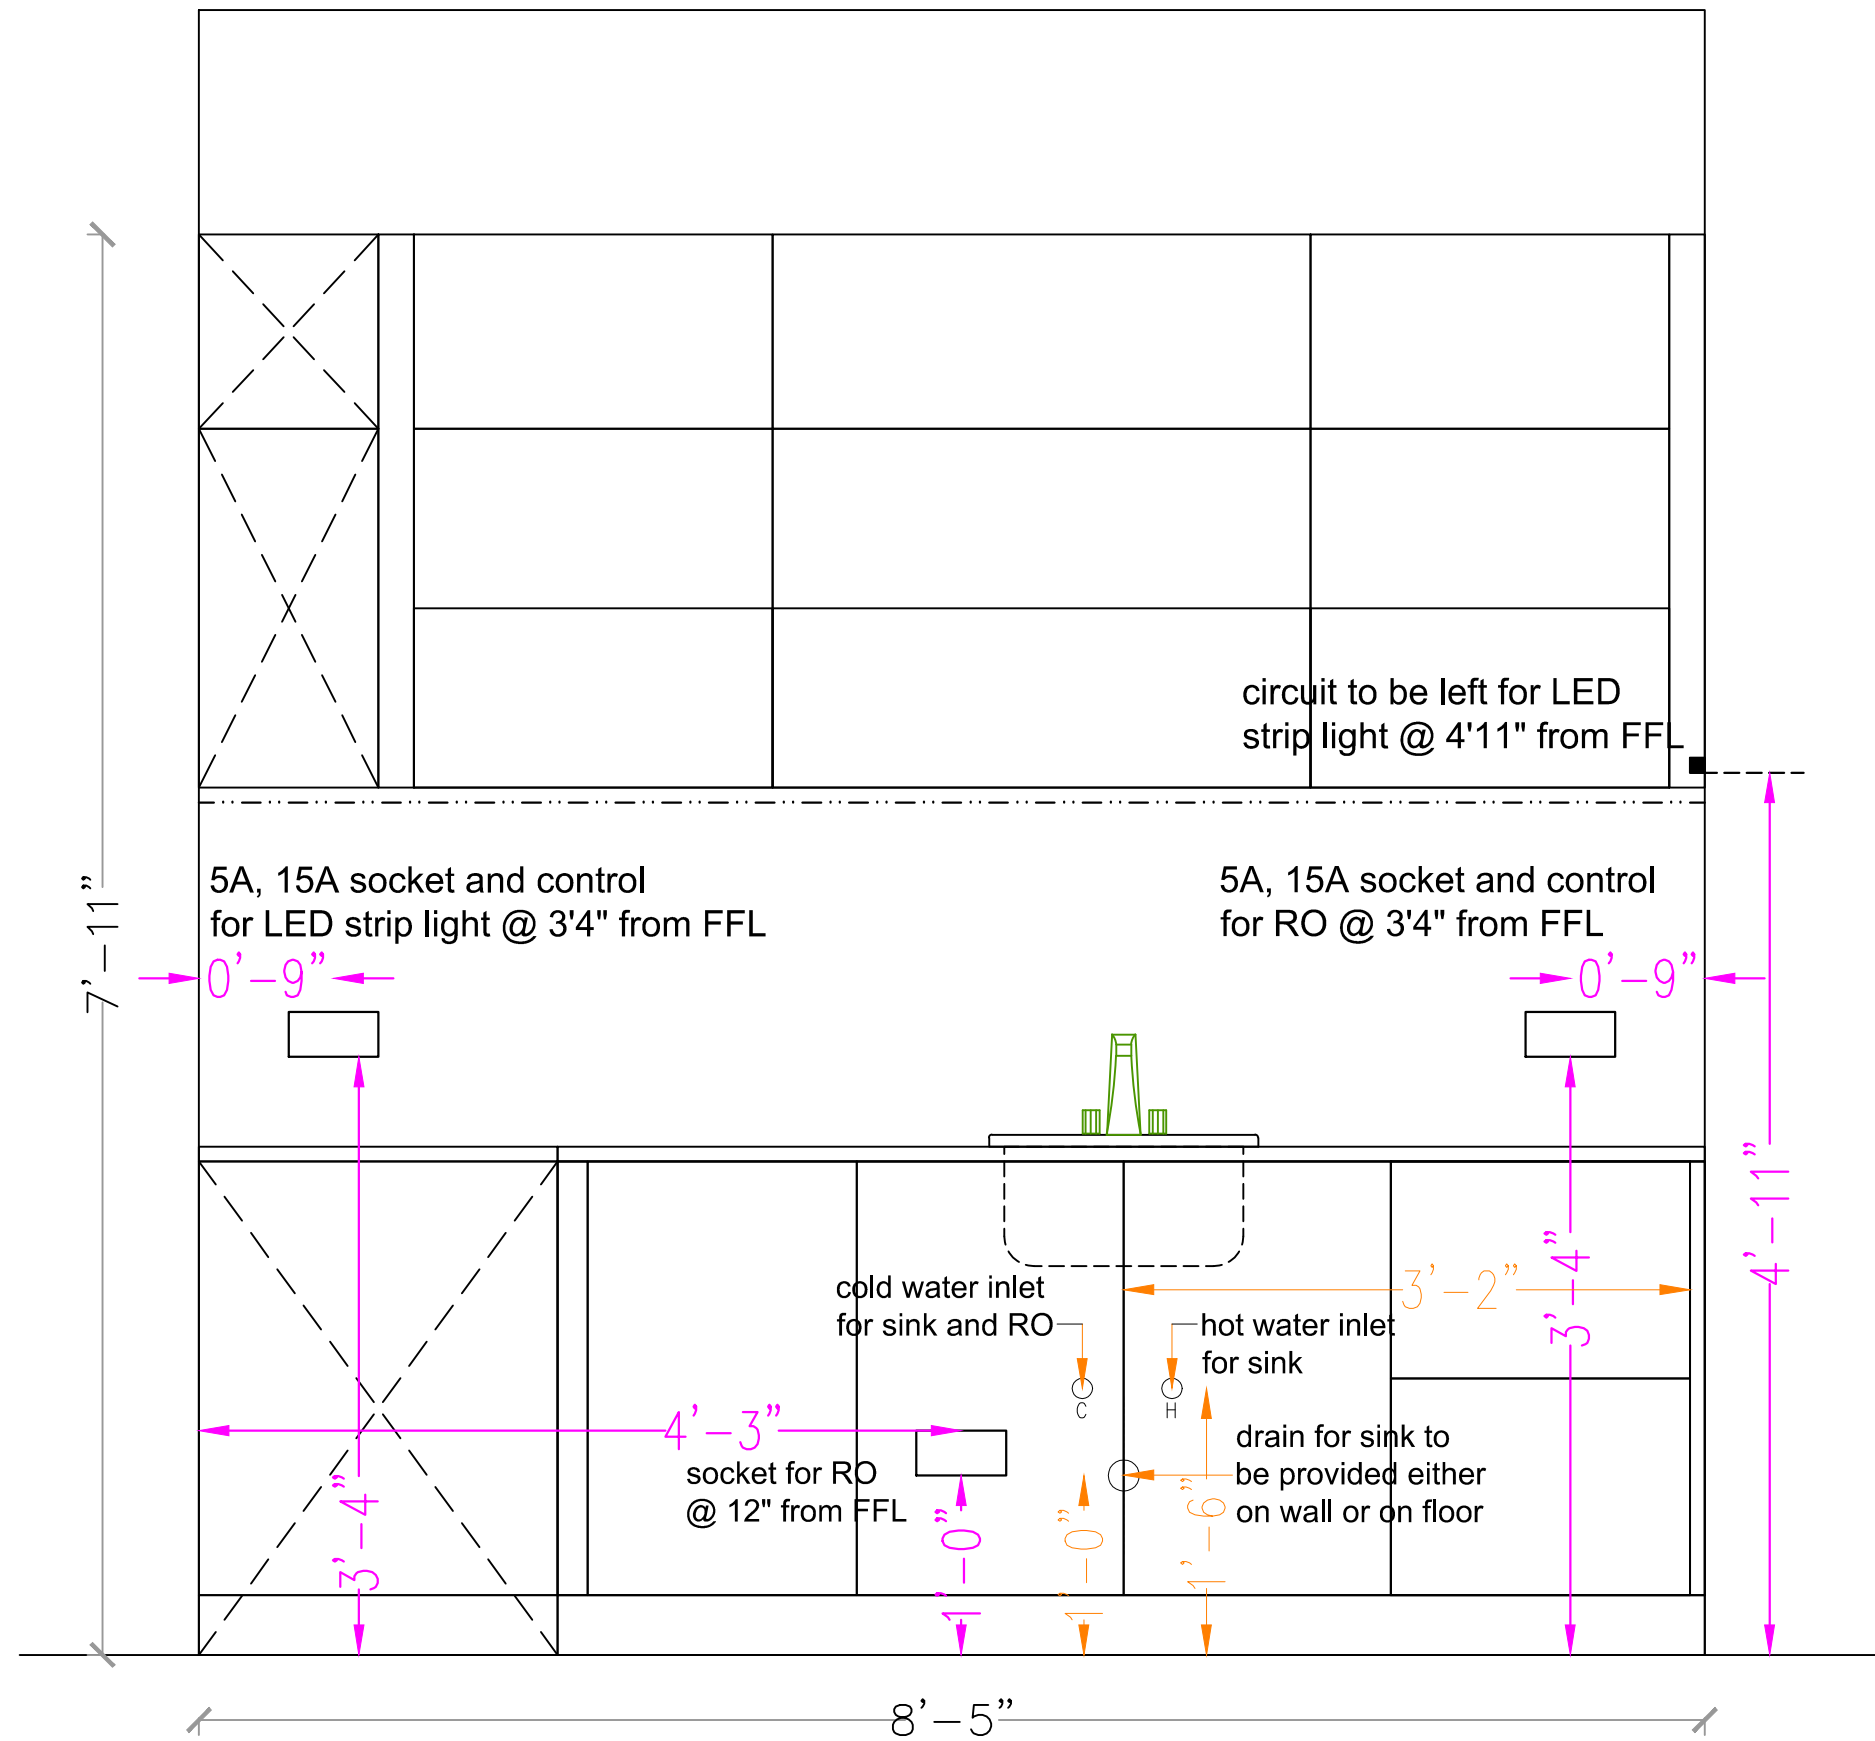 circuit to be left for LED
strip light @ 4'11" from FFL
7'-11"
5A, 15A socket and control
for LED strip light @ 3'4" from FFL
5A, 15A socket and control
for RO @ 3'4" from FFL
0'-9"
0'-9"
4'-11"
cold water inlet
for sink and RO
3'-2"
3'-4"
hot water inlet
for sink
C
H
4'-3"
socket for RO
@ 12" from FFL
drain for sink to
be provided either
on wall or on floor
3'-4"
1'-0"
1'-0"
1'-6"
8'-5"